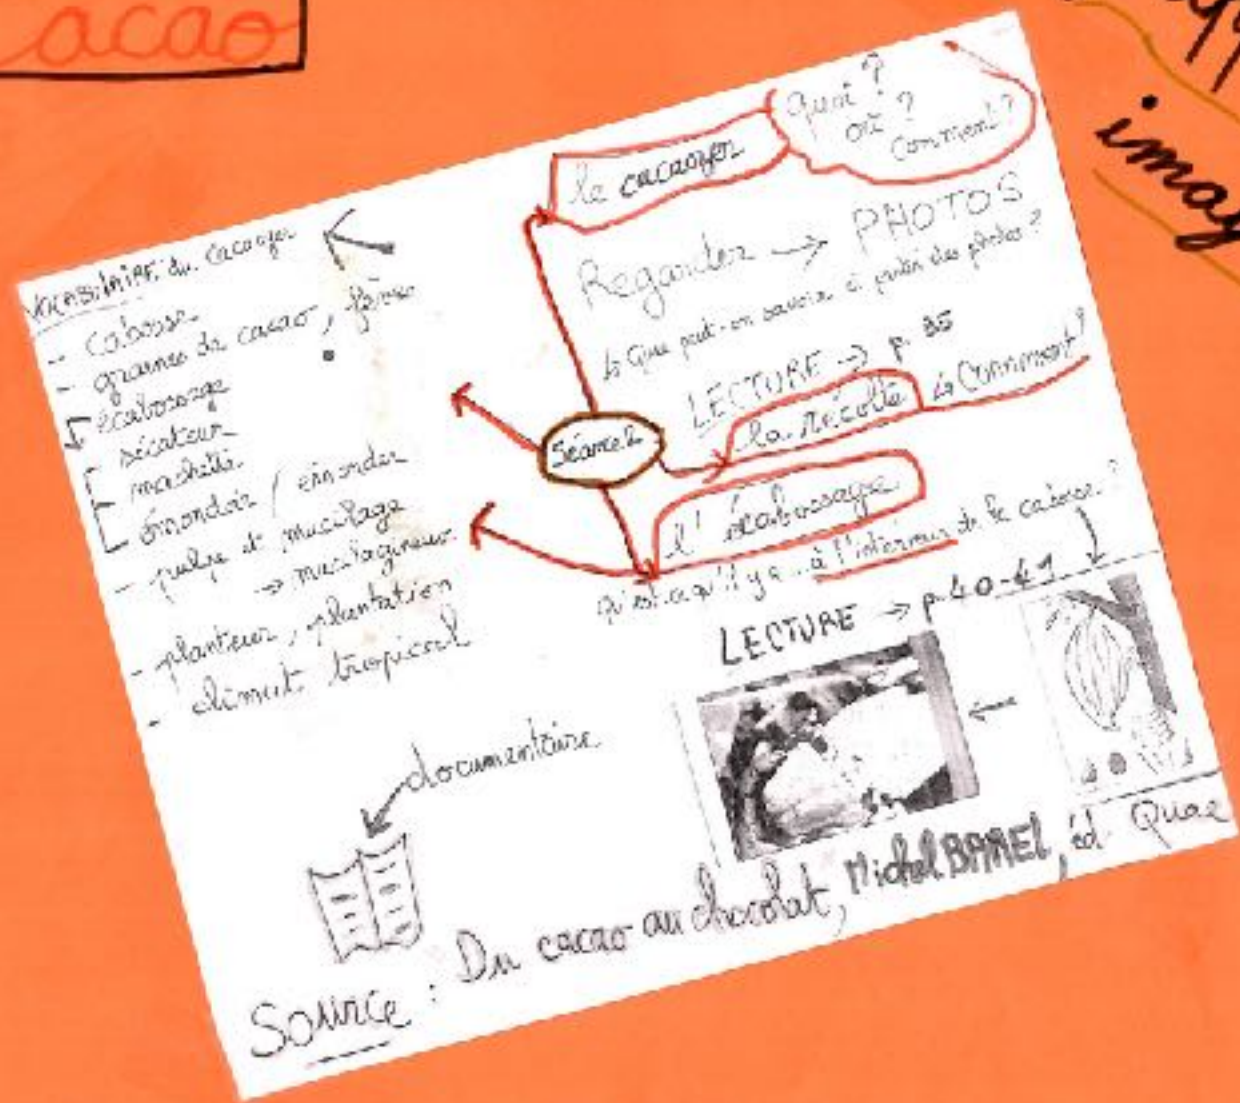 acao
imag
le cacaoyer
quoi ?
où ?
Comment ?
Regarder → PHOTOS
↳ Que peut-on savoir à partir des photos ?
LECTURE → p. 35
la récolte ↳ Comment ?
Séance 2
l'écabossage
Qu'est-ce qu'il y a... à l'intérieur de la cabosse ?
LECTURE → p. 40-41
VOCABULAIRE du cacaoyer
- cabosse
- graines de cacao, fèves
écabossage
sécateur
machette
émondoir / émonder
- pulpe et mucilage
→ mucilagineux
- planteur, plantation
- climat tropical
documentaire
Source : Du cacao au chocolat, Michel BAREL, éd. Quae